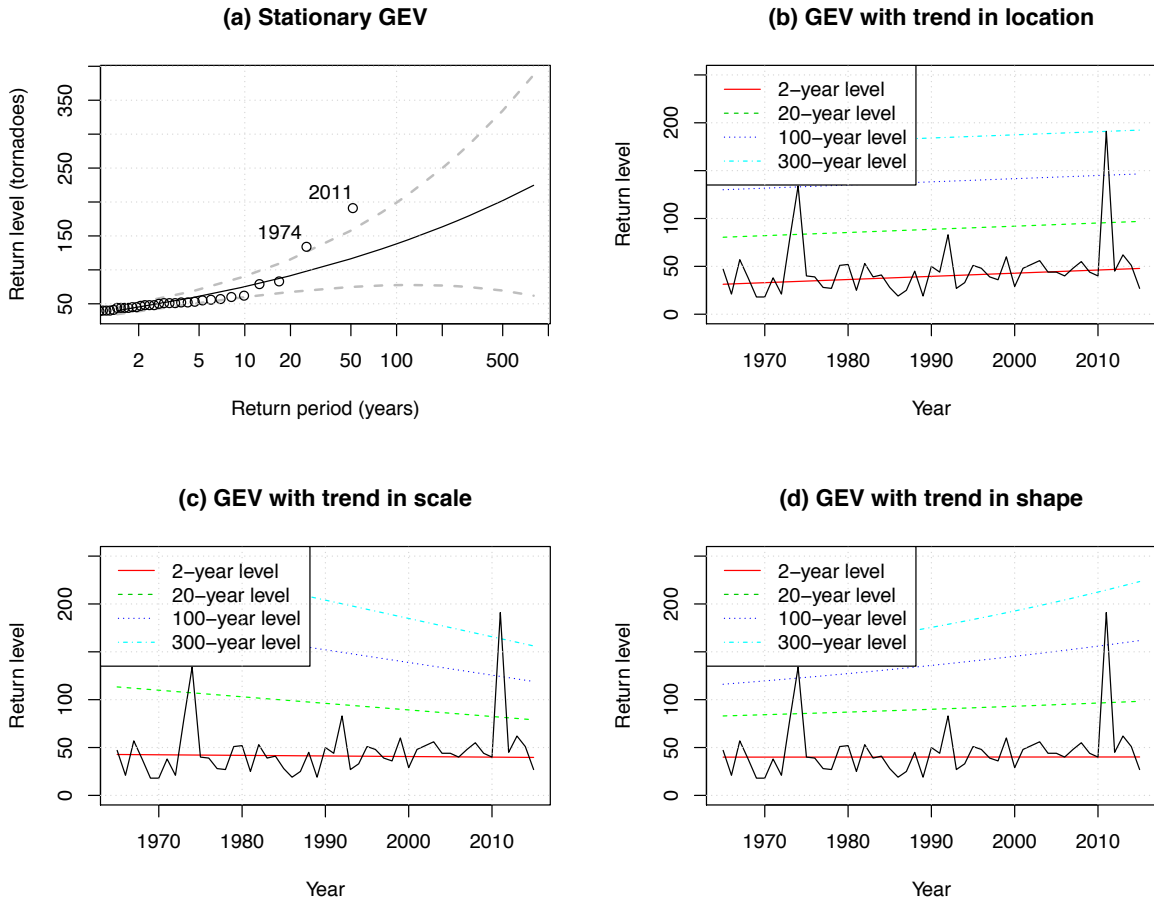 (a) Stationary GEV
Return level (tornadoes)
50
150
250
350
1974
2011
2
5
10
20
50
100
500
Return period (years)
(b) GEV with trend in location
Return level
0
50
100
200
2−year level
20−year level
100−year level
300−year level
1970
1980
1990
2000
2010
Year
(c) GEV with trend in scale
Return level
0
50
100
200
2−year level
20−year level
100−year level
300−year level
1970
1980
1990
2000
2010
Year
(d) GEV with trend in shape
Return level
0
50
100
200
2−year level
20−year level
100−year level
300−year level
1970
1980
1990
2000
2010
Year